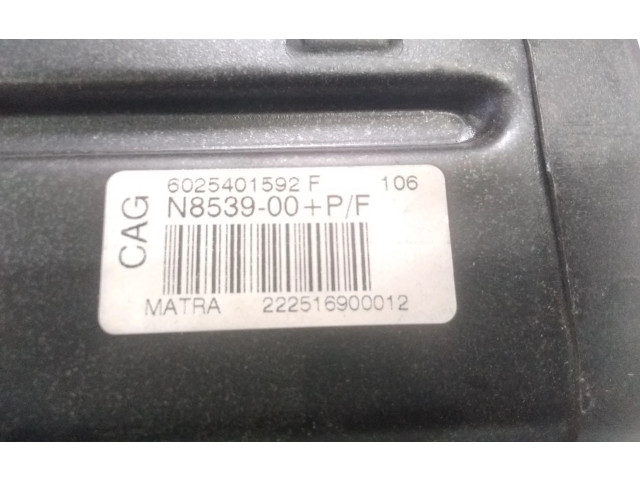 CAG
6025401592 F 106
N8539-00+P/F
MATRA 222516900012